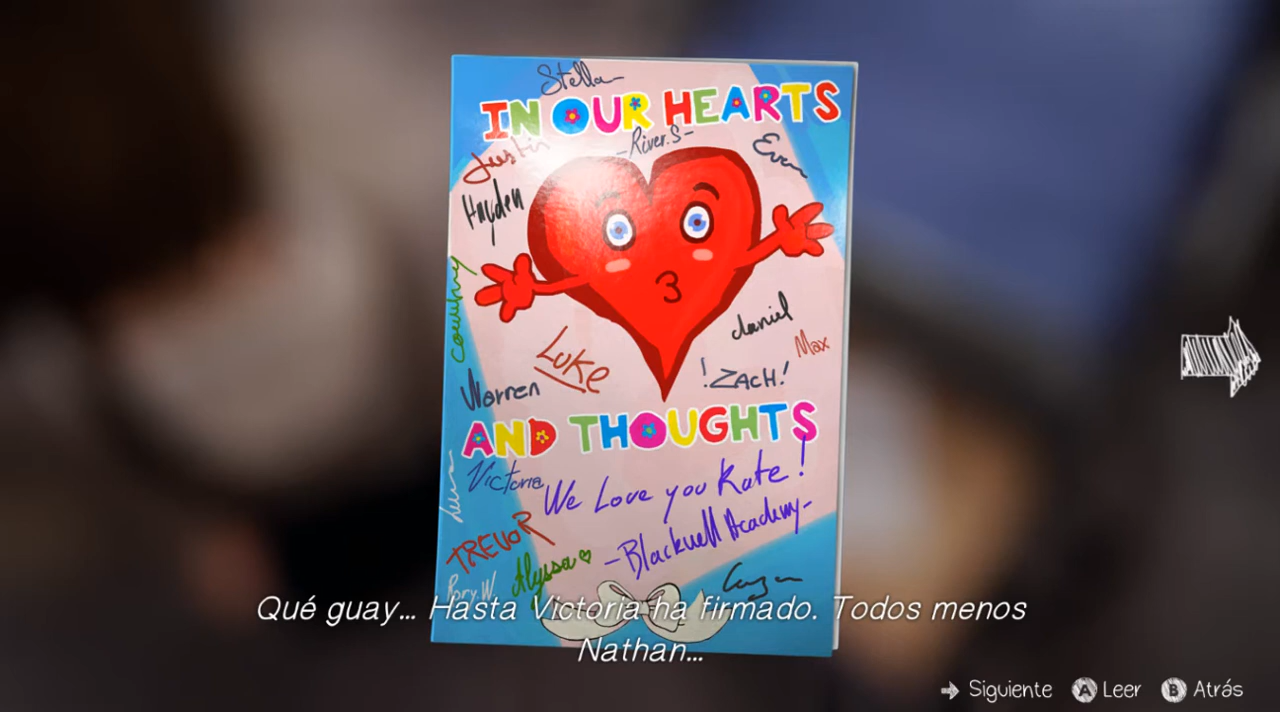 Stella
IN OUR HEARTS
-River.S-
Justin
Evan
Hayden
Courtney
daniel
Max
Luke
!ZACH!
Warren
AND THOUGHTS
Victoria
We Love you Kate!
Luis
TREVOR
-Blackwell Academy-
Alyssa
Rory.W
Qué guay... Hasta Victoria ha firmado. Todos menos
Nathan...
Siguiente
A Leer
B Atrás